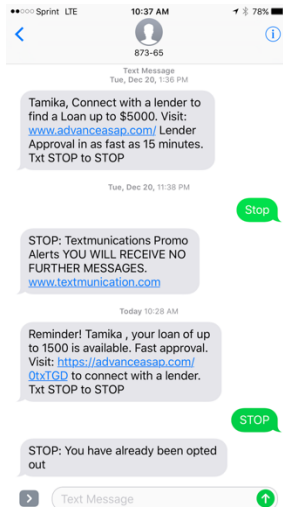 Sprint LTE 10:37 AM 78%
873-65
Text Message
Tue, Dec 20, 1:36 PM
Tamika, Connect with a lender to
find a Loan up to $5000. Visit:
www.advanceasap.com/ Lender
Approval in as fast as 15 minutes.
Txt STOP to STOP
Tue, Dec 20, 11:38 PM
Stop
STOP: Textmunications Promo
Alerts YOU WILL RECEIVE NO
FURTHER MESSAGES.
www.textmunication.com
Today 10:28 AM
Reminder! Tamika , your loan of up
to 1500 is available. Fast approval.
Visit: https://advanceasap.com/
0txTGD to connect with a lender.
Txt STOP to STOP
STOP
STOP: You have already been opted
out
Text Message